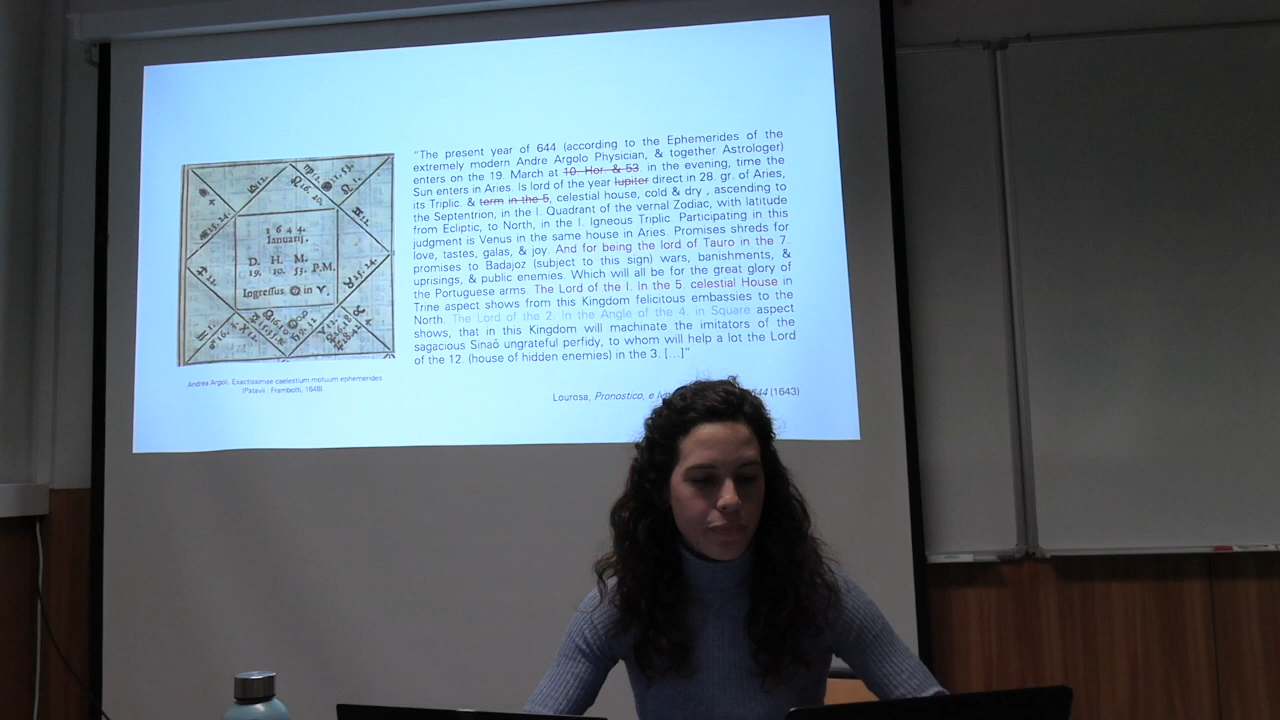 "The present year of 644 (according to the Ephemerides of the
extremely modern Andre Argolo Physician, & together Astrologer)
enters on the 19. March at 10. Hor. & 53. in the evening, time the
Sun enters in Aries. Is lord of the year Iupiter direct in 28. gr. of Aries,
its Triplic. & term in the 5, celestial house, cold & dry , ascending to
the Septentrion, in the I. Quadrant of the vernal Zodiac, with latitude
from Ecliptic, to North, in the I. Igneous Triplic. Participating in this
judgment is Venus in the same house in Aries. Promises shreds for
love, tastes, galas, & joy. And for being the lord of Tauro in the 7.
promises to Badajoz (subject to this sign) wars, banishments, &
uprisings, & public enemies. Which will all be for the great glory of
the Portuguese arms. The Lord of the I. In the 5. celestial House in
Trine aspect shows from this Kingdom felicitous embassies to the
North. The Lord of the 2. In the Angle of the 4. in Square aspect
shows, that in this Kingdom will machinate the imitators of the
sagacious Sinaõ ungrateful perfidy, to whom will help a lot the Lord
of the 12. (house of hidden enemies) in the 3. [...]"
Lourosa, Pronostico, e 644 (1643)
1 6 4 4.
Ianuarij.
D. H. M.
19. 10. 53. P.M.
Ingressus ☉ in ♈.
Andrea Argoli, Exactissimae caelestium motuum ephemerides
(Patavii : Frambotti, 1648).